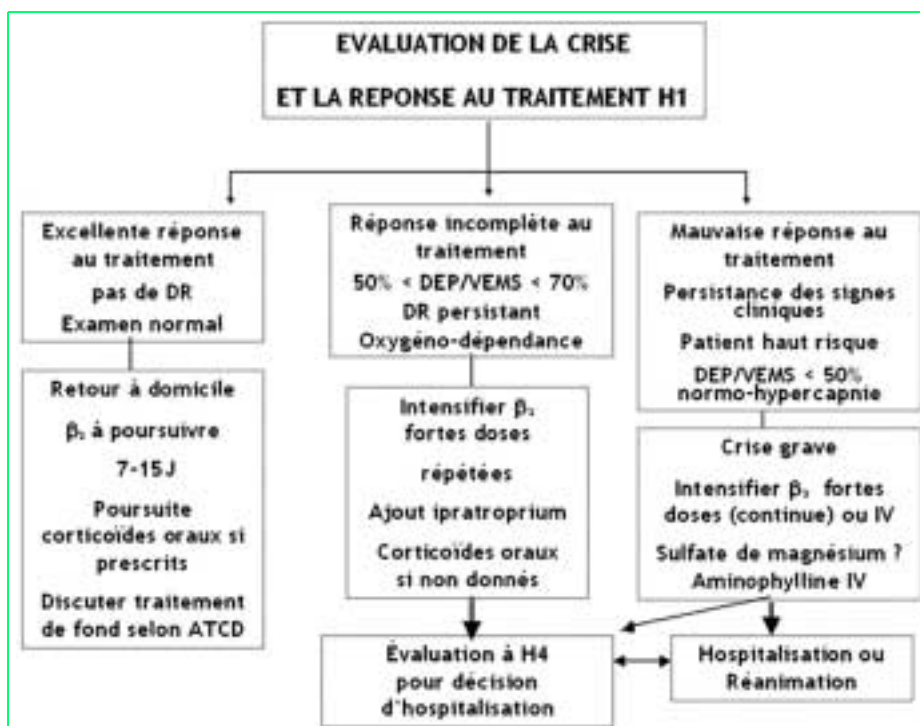 EVALUATION DE LA CRISE
ET LA REPONSE AU TRAITEMENT H1
Excellente réponse
au traitement
pas de DR
Examen normal
Retour à domicile
β₂ à poursuivre
7-15J
Poursuite
corticoïdes oraux si
prescrits
Discuter traitement
de fond selon ATCD
Réponse incomplète au
traitement
50% < DEP/VEMS < 70%
DR persistant
Oxygéno-dépendance
Intensifier β₂
fortes doses
répétées
Ajout ipratroprium
Corticoïdes oraux
si non donnés
Mauvaise réponse au
traitement
Persistance des signes
cliniques
Patient haut risque
DEP/VEMS < 50%
normo-hypercapnie
Crise grave
Intensifier β₂ fortes
doses (continue) ou IV
Sulfate de magnésium ?
Aminophylline IV
Évaluation à H4
pour décision
d'hospitalisation
Hospitalisation ou
Réanimation